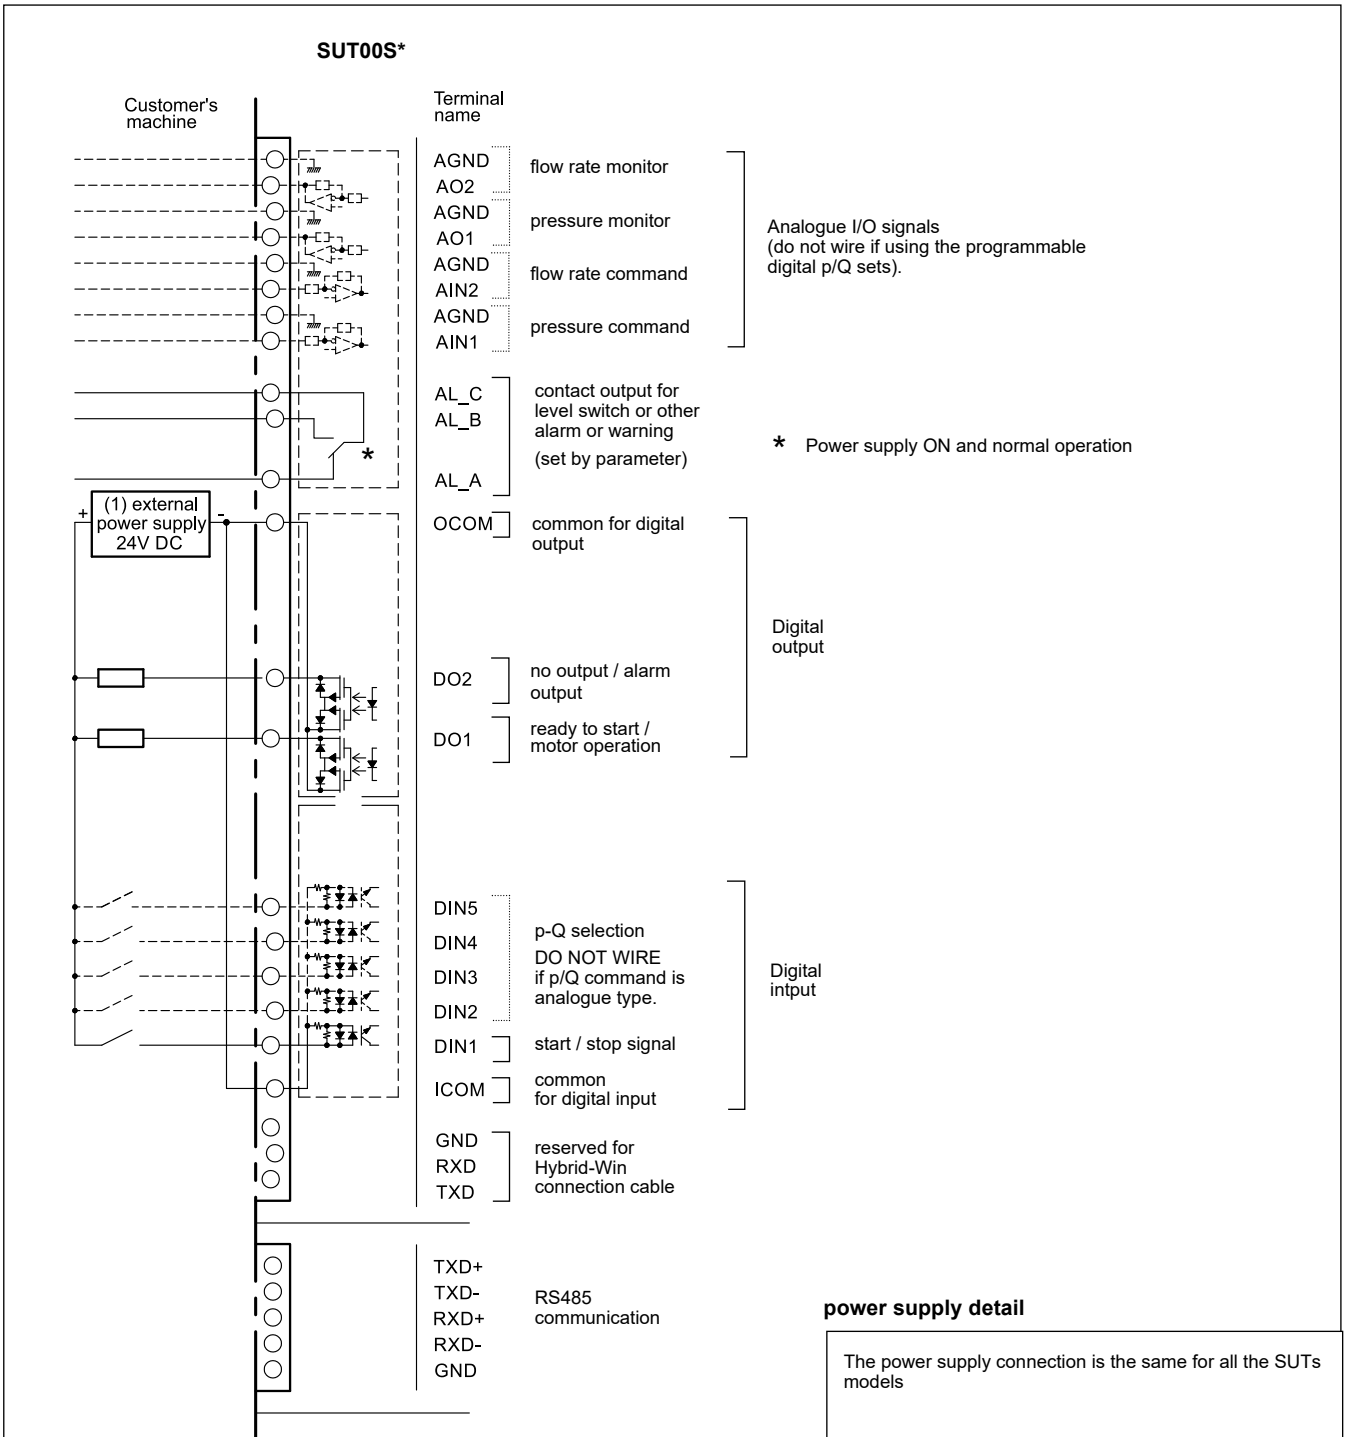 SUT00S*
Customer's
machine
Terminal
name
AGND
AO2
flow rate monitor
AGND
AO1
pressure monitor
AGND
AIN2
flow rate command
AGND
AIN1
pressure command
Analogue I/O signals
(do not wire if using the programmable
digital p/Q sets).
AL_C
AL_B
AL_A
contact output for
level switch or other
alarm or warning
(set by parameter)
*
* Power supply ON and normal operation
+ (1) external -
power supply
24V DC
OCOM
common for digital
output
DO2
no output / alarm
output
DO1
ready to start /
motor operation
Digital
output
DIN5
DIN4
DIN3
DIN2
p-Q selection
DO NOT WIRE
if p/Q command is
analogue type.
DIN1
start / stop signal
ICOM
common
for digital input
Digital
intput
GND
RXD
TXD
reserved for
Hybrid-Win
connection cable
TXD+
TXD-
RXD+
RXD-
GND
RS485
communication
power supply detail
The power supply connection is the same for all the SUTs
models